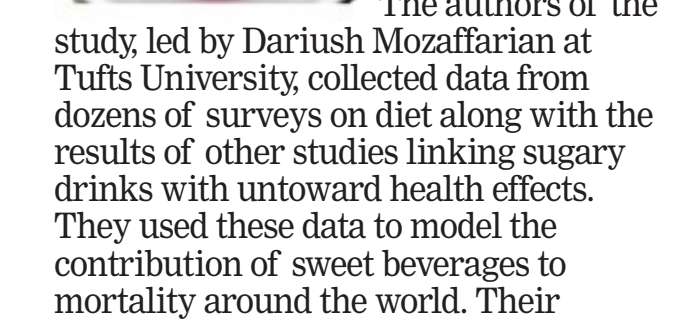 The authors of the
study, led by Dariush Mozaffarian at
Tufts University, collected data from
dozens of surveys on diet along with the
results of other studies linking sugary
drinks with untoward health effects.
They used these data to model the
contribution of sweet beverages to
mortality around the world. Their